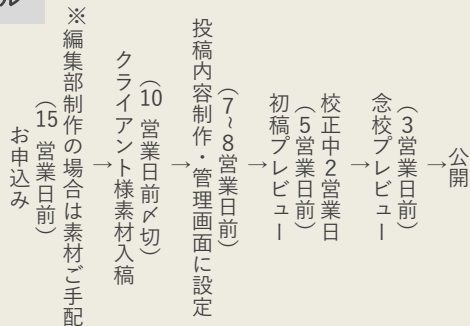 ル
お申込み
（15 営業日前）
※編集部制作の場合は素材ご手配
→
クライアント様素材入稿
（10 営業日前〆切）
→
投稿内容制作・管理画面に設定
（7~8営業日前）
→
初稿プレビュー
（5営業日前）
校正中2営業日
→
念校プレビュー
（3営業日前）
→
公開